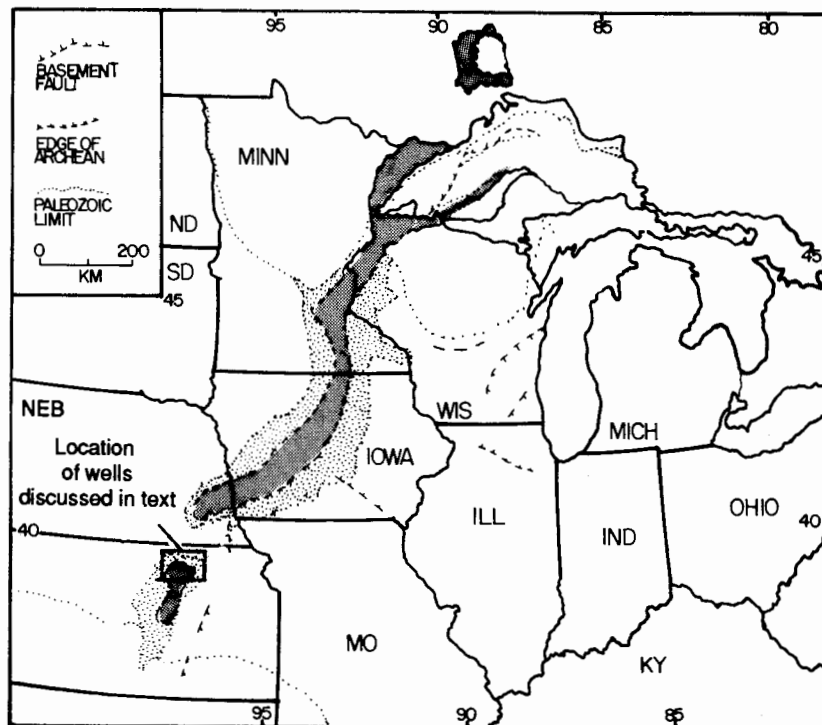 95
90
85
80
BASEMENT
FAULT
EDGE OF
ARCHEAN
PALEOZOIC
LIMIT
0 200
KM
MINN
ND
SD
45
45
NEB
Location
of wells
discussed in text
WIS
MICH
IOWA
40
ILL
IND
OHIO
40
MO
KY
95
90
85